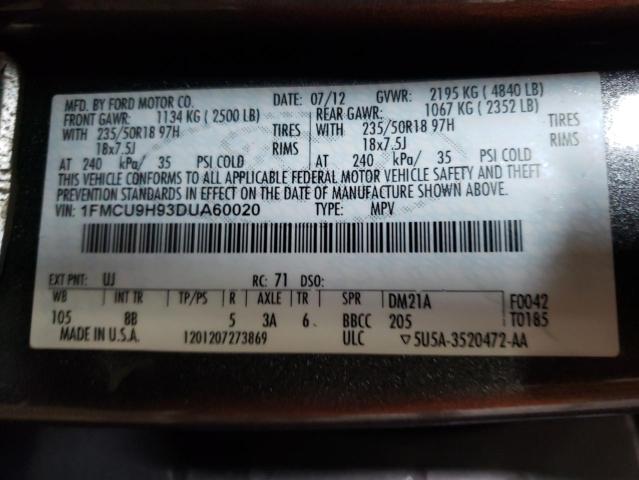 MFD. BY FORD MOTOR CO. DATE: 07/12 GVWR: 2195 KG ( 4840 LB)
FRONT GAWR: 1134 KG ( 2500 LB) REAR GAWR: 1067 KG ( 2352 LB)
WITH 235/50R18 97H TIRES WITH 235/50R18 97H TIRES
18x7.5J RIMS 18x7.5J RIMS
AT 240 kPa/ 35 PSI COLD AT 240 kPa/ 35 PSI COLD
THIS VEHICLE CONFORMS TO ALL APPLICABLE FEDERAL MOTOR VEHICLE SAFETY AND THEFT
PREVENTION STANDARDS IN EFFECT ON THE DATE OF MANUFACTURE SHOWN ABOVE.
VIN: 1FMCU9H93DUA60020 TYPE: MPV
EXT PNT: UJ RC: 71 DSO:
WB INT TR TP/PS R AXLE TR SPR DM21A F0042
105 8B 5 3A 6 BBCC 205 T0185
MADE IN U.S.A. 1201207273869 ULC ▽5U5A-3520472-AA